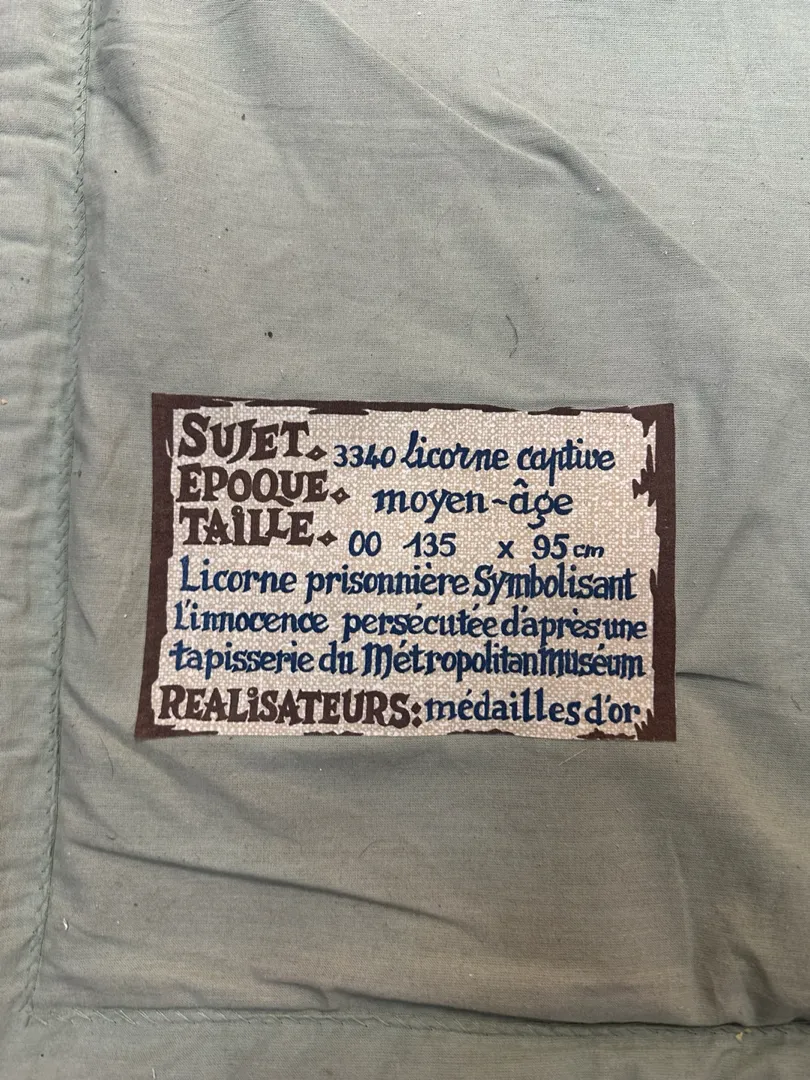 SUJET. 3340 licorne captive
EPOQUE. moyen-âge
TAiLLE. 00 135 x 95 cm
Licorne prisonnière Symbolisant
l'innocence persécutée d'après une
tapisserie du Métropolitan Muséum
REALiSATEURS: médailles d'or.